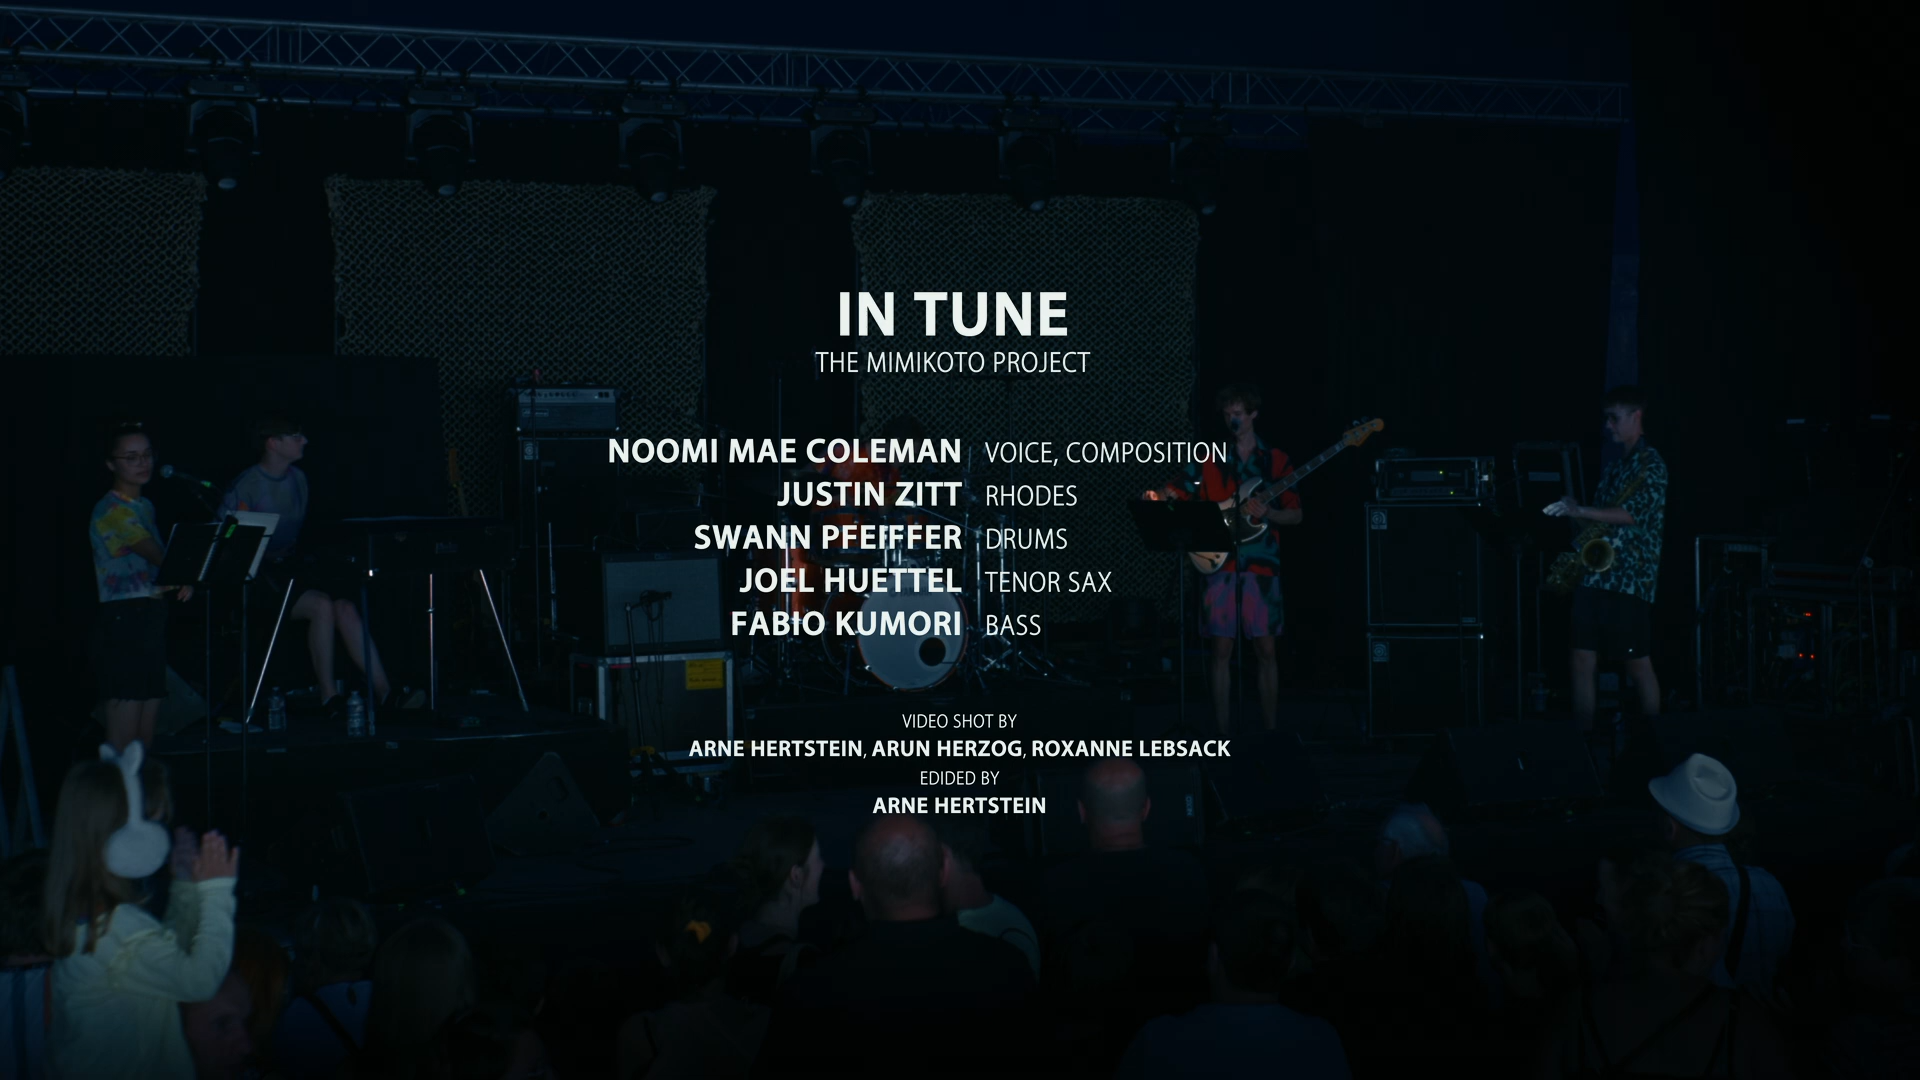 IN TUNE
THE MIMIKOTO PROJECT
NOOMI MAE COLEMAN VOICE, COMPOSITION
JUSTIN ZITT RHODES
SWANN PFEIFFER DRUMS
JOEL HUETTEL TENOR SAX
FABIO KUMORI BASS
VIDEO SHOT BY
ARNE HERTSTEIN, ARUN HERZOG, ROXANNE LEBSACK
EDIDED BY
ARNE HERTSTEIN